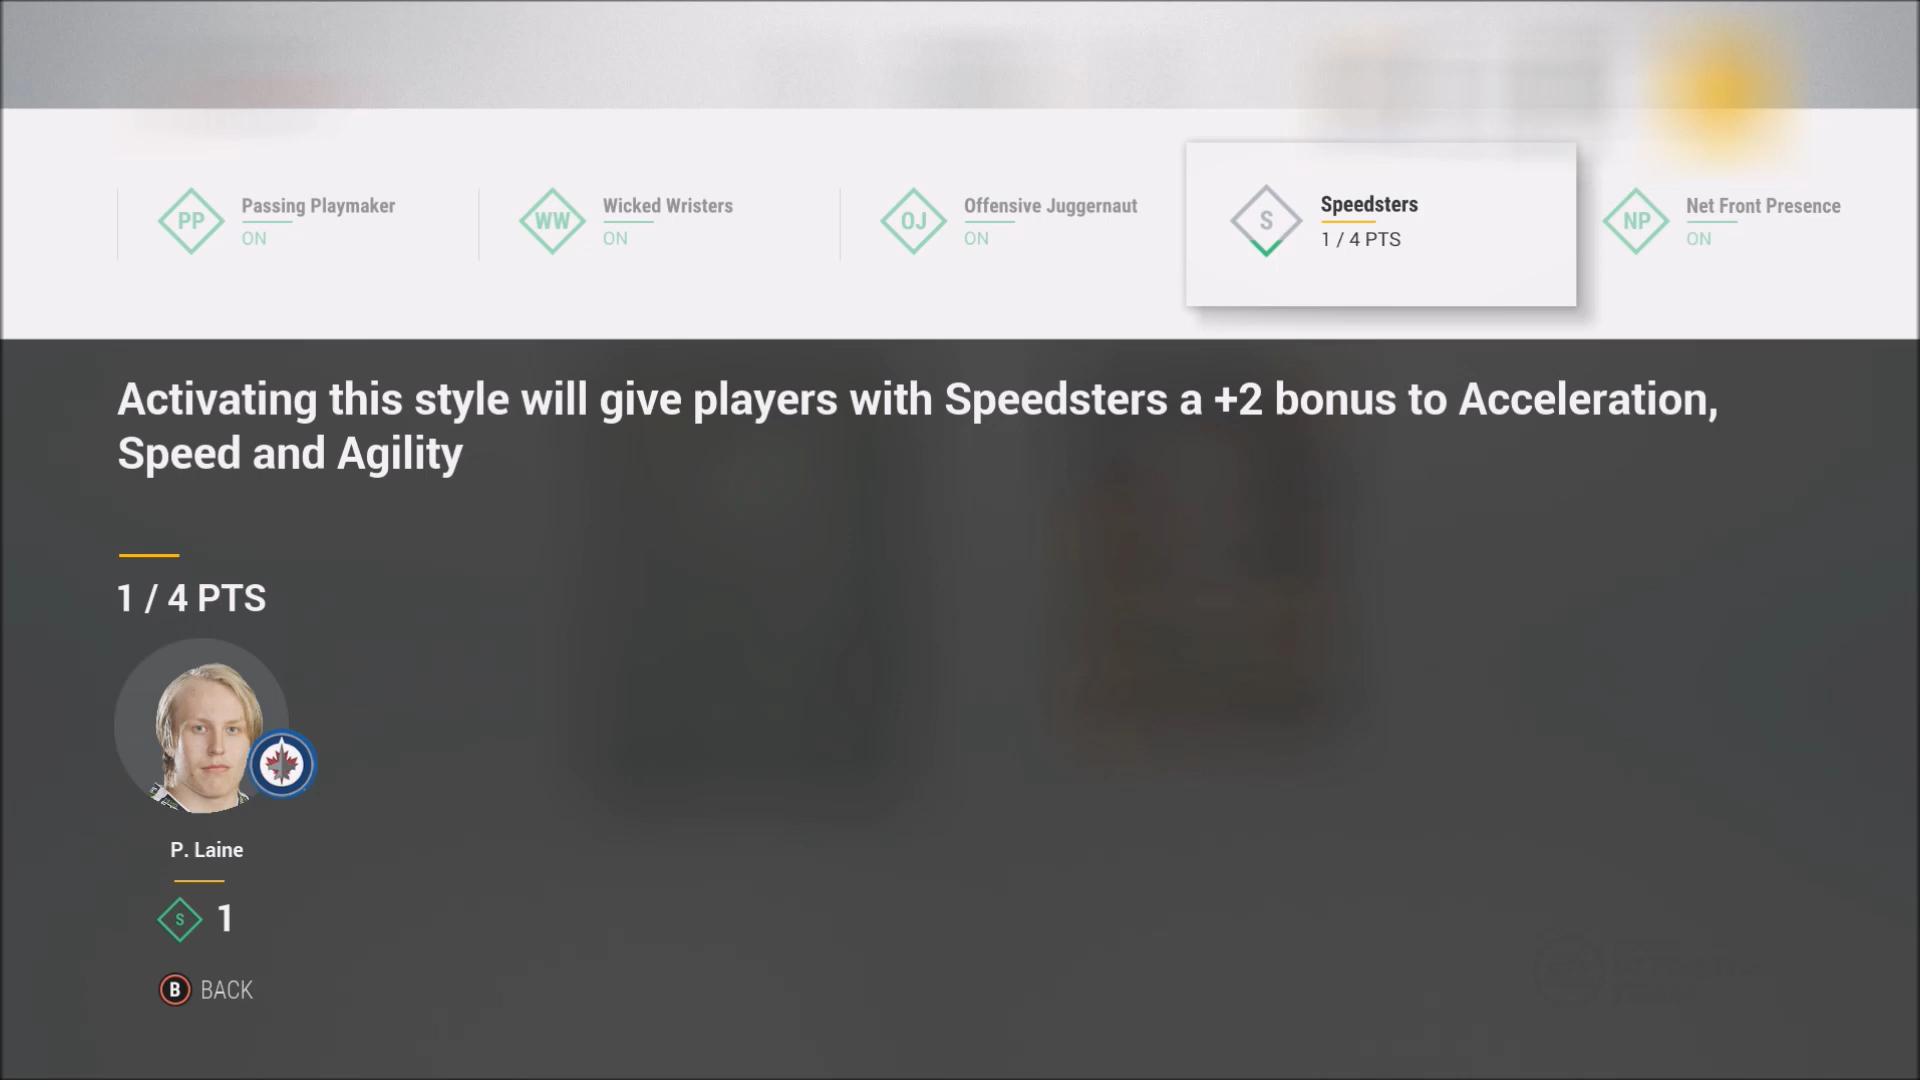 PP Passing Playmaker
ON
WW Wicked Wristers
ON
OJ Offensive Juggernaut
ON
S Speedsters
1 / 4 PTS
NP Net Front Presence
ON
Activating this style will give players with Speedsters a +2 bonus to Acceleration,
Speed and Agility
1 / 4 PTS
P. Laine
S 1
B BACK